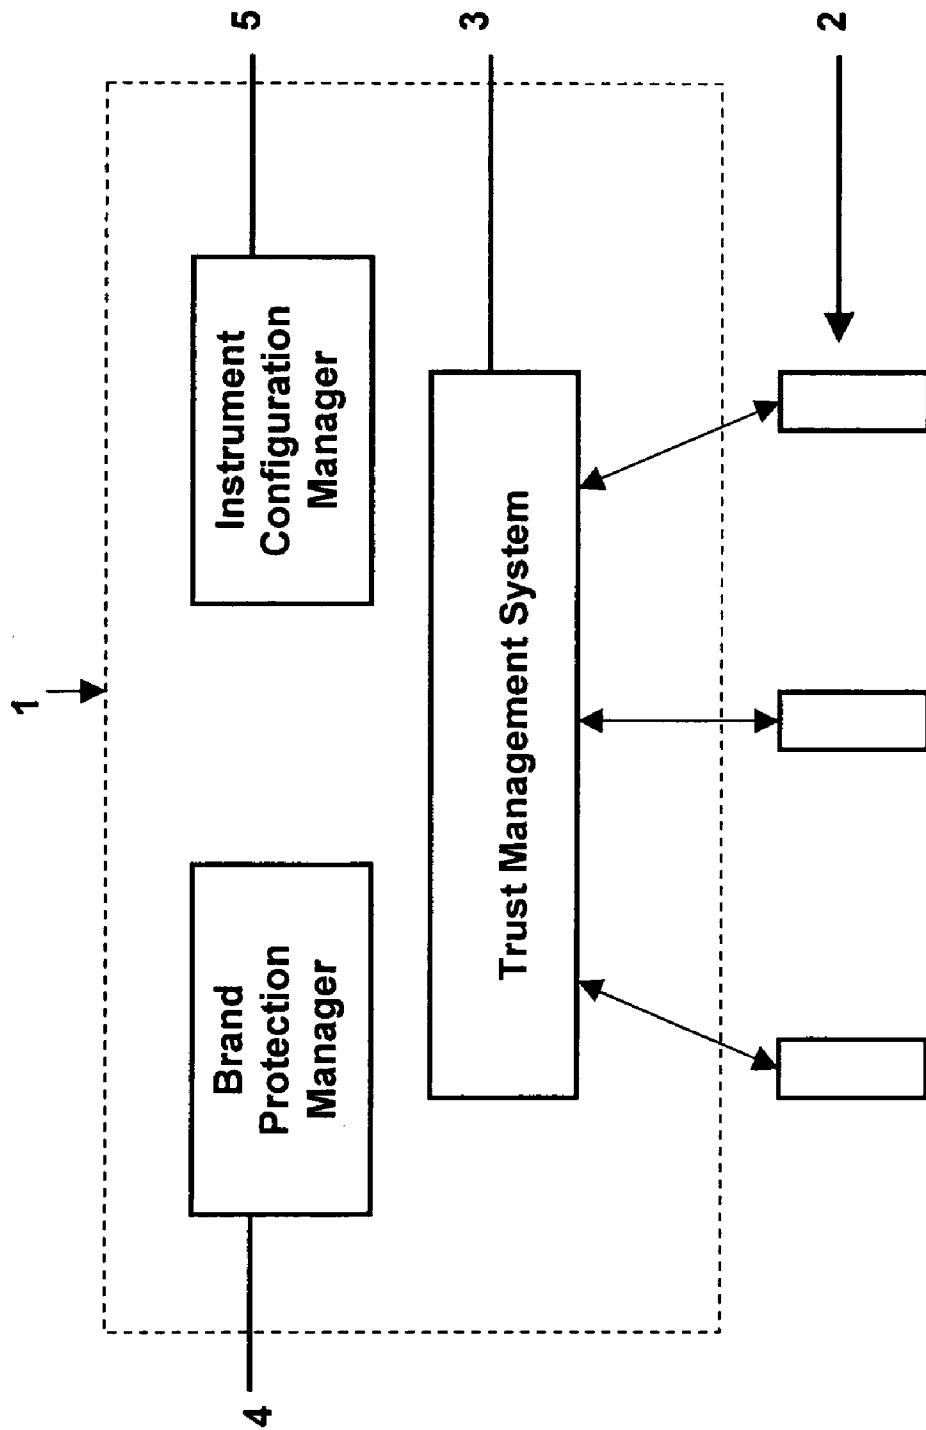 1
Brand
Protection
Manager
Instrument
Configuration
Manager
Trust Management System
4
5
3
2